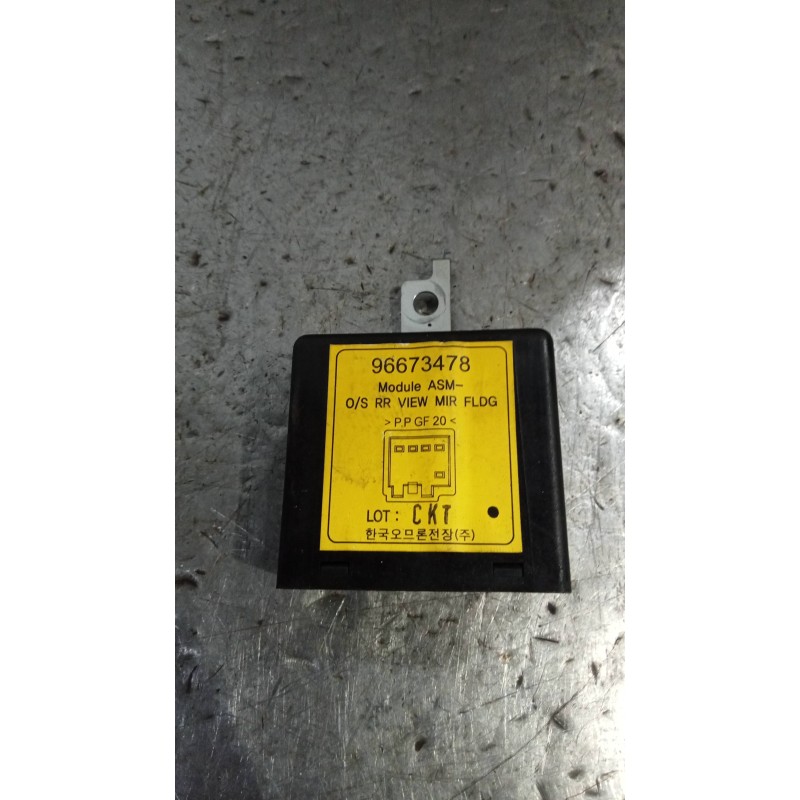 96673478
Module ASM-
O/S RR VIEW MIR FLDG
>P.P GF 20<
LOT: CKT
한국오므론전장(주)